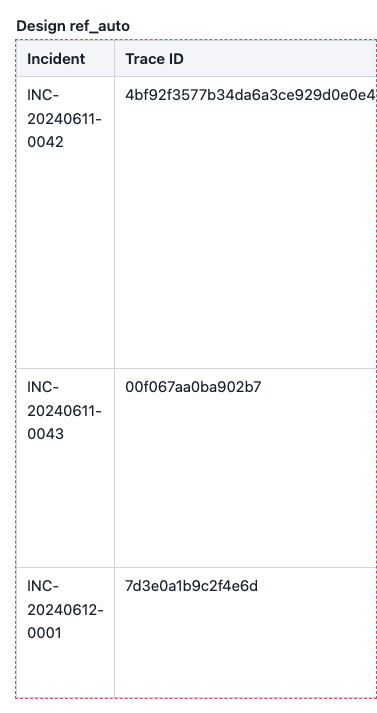 Design ref_auto
Incident Trace ID
INC- 4bf92f3577b34da6a3ce929d0e0e4
20240611-
0042
INC- 00f067aa0ba902b7
20240611-
0043
INC- 7d3e0a1b9c2f4e6d
20240612-
0001